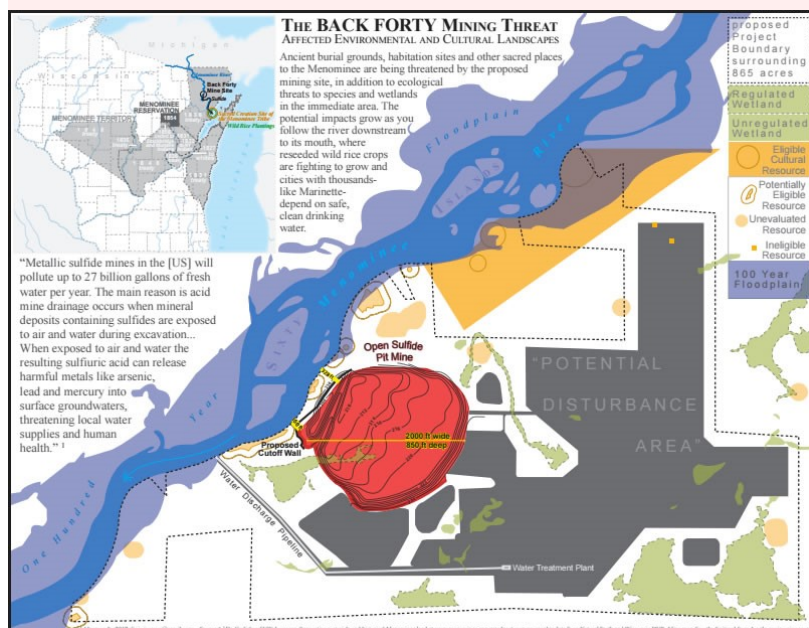 THE BACK FORTY MINING THREAT
AFFECTED ENVIRONMENTAL AND CULTURAL LANDSCAPES
Ancient burial grounds, habitation sites and other sacred places
to the Menominee are being threatened by the proposed
mining site, in addition to ecological
threats to species and wetlands
in the immediate area. The
potential impacts grow as you
follow the river downstream
to its mouth, where
reseeded wild rice crops
are fighting to grow and
cities with thousands-
like Marinette-
depend on safe,
clean drinking
water.
Michigan
Wisconsin
Menominee River
Back Forty
Mine Site
MENOMINEE
RESERVATION
1854
MENOMINEE TERRITORY
Wild Rice Plantings
Lake Michigan
"Metallic sulfide mines in the [US] will
pollute up to 27 billion gallons of fresh
water per year. The main reason is acid
mine drainage occurs when mineral
deposits containing sulfides are exposed
to air and water during excavation...
When exposed to air and water the
resulting sulfiuric acid can release
harmful metals like arsenic,
lead and mercury into
surface groundwaters,
threatening local water
supplies and human
health." 1
proposed
Project
Boundary
surrounding
865 acres
Regulated
Wetland
Unregulated
Wetland
Eligible
Cultural
Resource
Potentially
Eligible
Resource
Unevaluated
Resource
Ineligible
Resource
100 Year
Floodplain
One Hundred
Year
Floodplain
Menominee
River
ISLANDS
Open Sulfide
Pit Mine
2000 ft wide
850 ft deep
Proposed
Cutoff Wall
Water Discharge Pipeline
Water Treatment Plant
"POTENTIAL
DISTURBANCE
AREA"